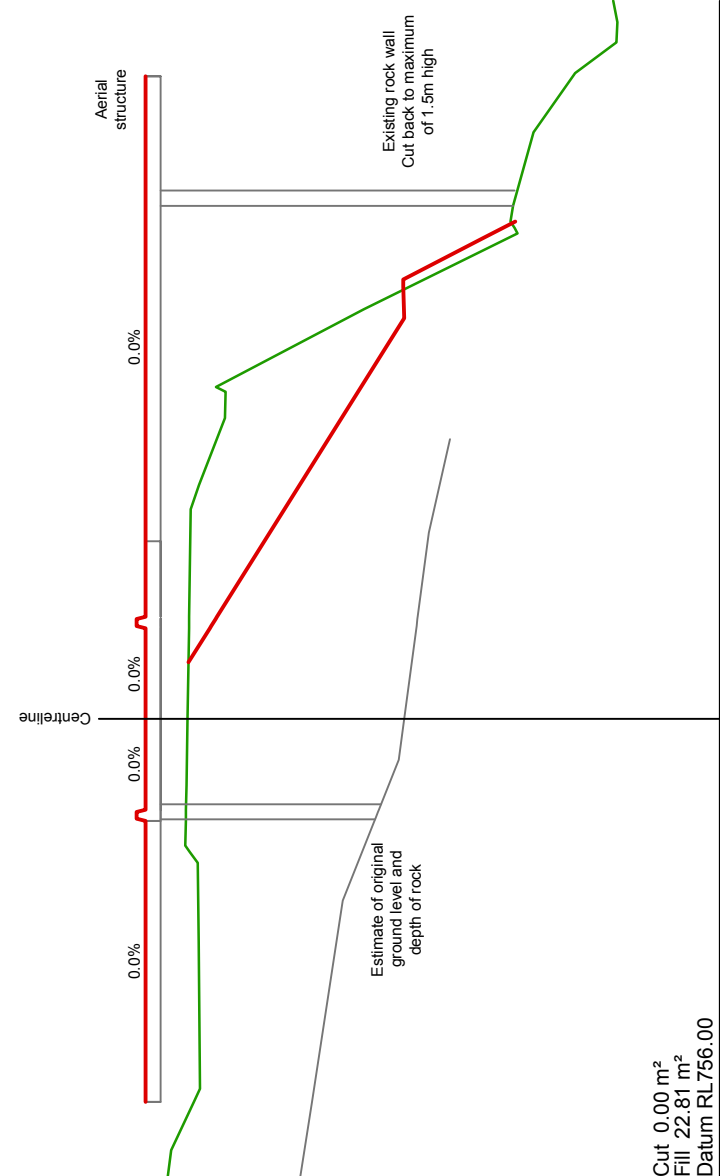 Aerial
structure
Existing rock wall
Cut back to maximum
of 1.5m high
0.0%
0.0%
0.0%
0.0%
Centreline
Estimate of original
ground level and
depth of rock
Cut 0.00 m²
Fill 22.81 m²
Datum RL756.00